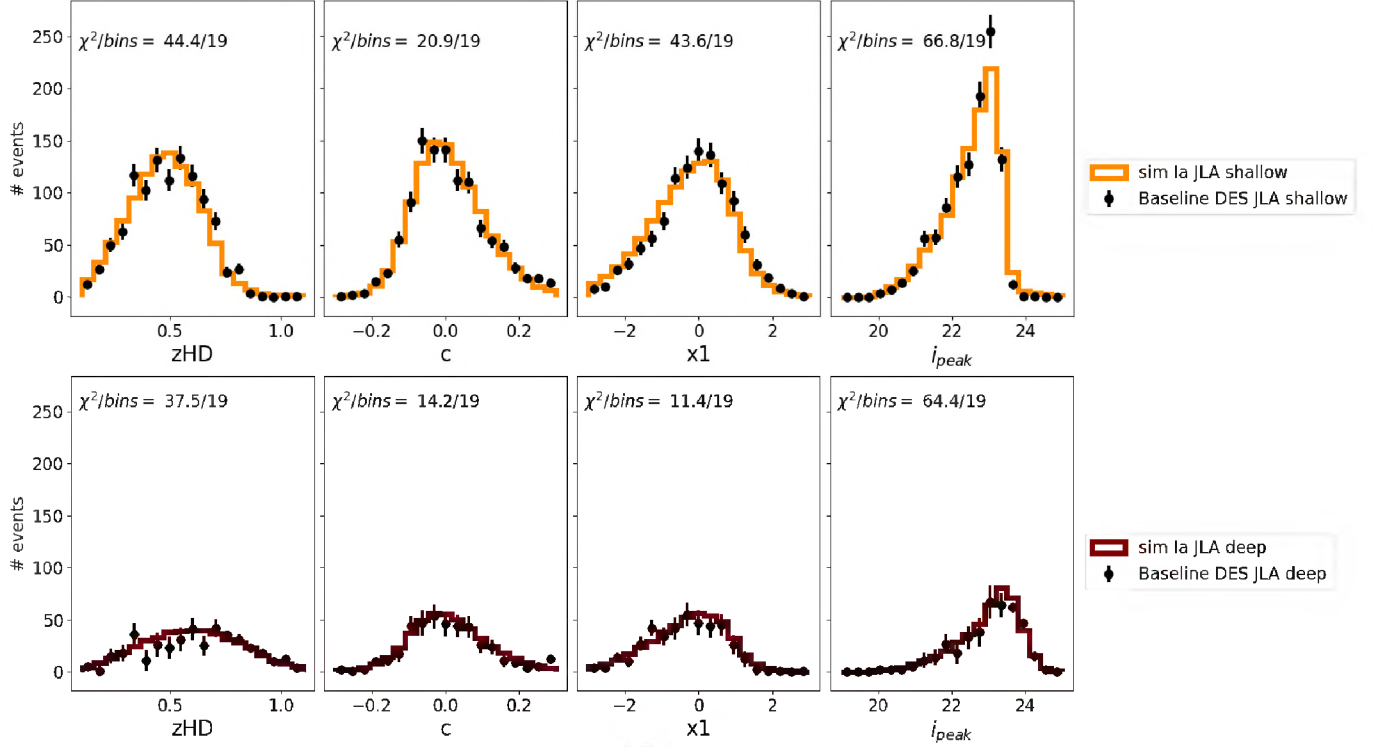 χ²/bins = 44.4/19
χ²/bins = 20.9/19
χ²/bins = 43.6/19
χ²/bins = 66.8/19
250
200
150
100
50
0
# events
0.5 1.0
−0.2 0.0 0.2
−2 0 2
20 22 24
zHD
c
x1
i_peak
sim Ia JLA shallow
Baseline DES JLA shallow
χ²/bins = 37.5/19
χ²/bins = 14.2/19
χ²/bins = 11.4/19
χ²/bins = 64.4/19
250
200
150
100
50
0
# events
0.5 1.0
−0.2 0.0 0.2
−2 0 2
20 22 24
zHD
c
x1
i_peak
sim Ia JLA deep
Baseline DES JLA deep